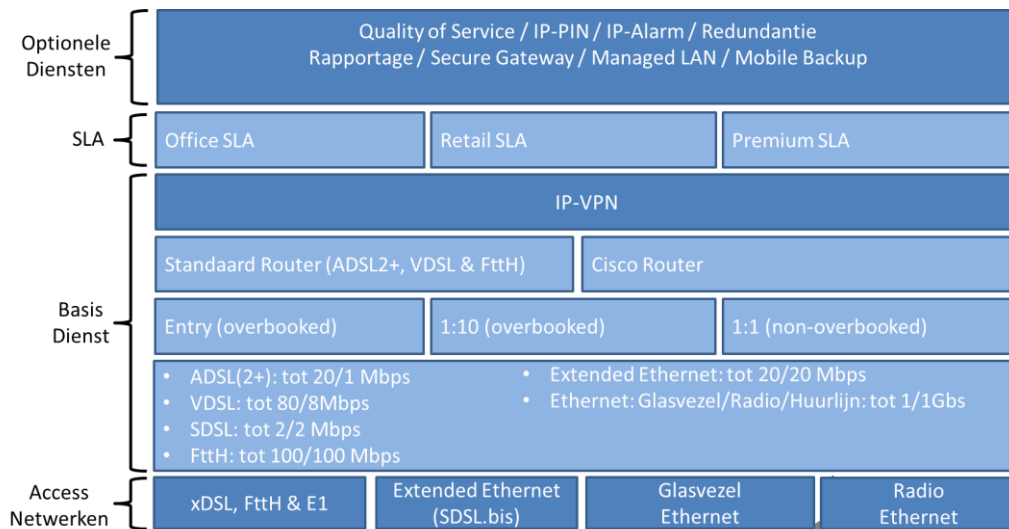 Optionele
Diensten
Quality of Service / IP-PIN / IP-Alarm / Redundantie
Rapportage / Secure Gateway / Managed LAN / Mobile Backup
SLA
Office SLA
Retail SLA
Premium SLA
Basis
Dienst
IP-VPN
Standaard Router (ADSL2+, VDSL & FttH)
Cisco Router
Entry (overbooked)
1:10 (overbooked)
1:1 (non-overbooked)
• ADSL(2+): tot 20/1 Mbps
• VDSL: tot 80/8Mbps
• SDSL: tot 2/2 Mbps
• FttH: tot 100/100 Mbps
• Extended Ethernet: tot 20/20 Mbps
• Ethernet: Glasvezel/Radio/Huurlijn: tot 1/1Gbs
Access
Netwerken
xDSL, FttH & E1
Extended Ethernet
(SDSL.bis)
Glasvezel
Ethernet
Radio
Ethernet